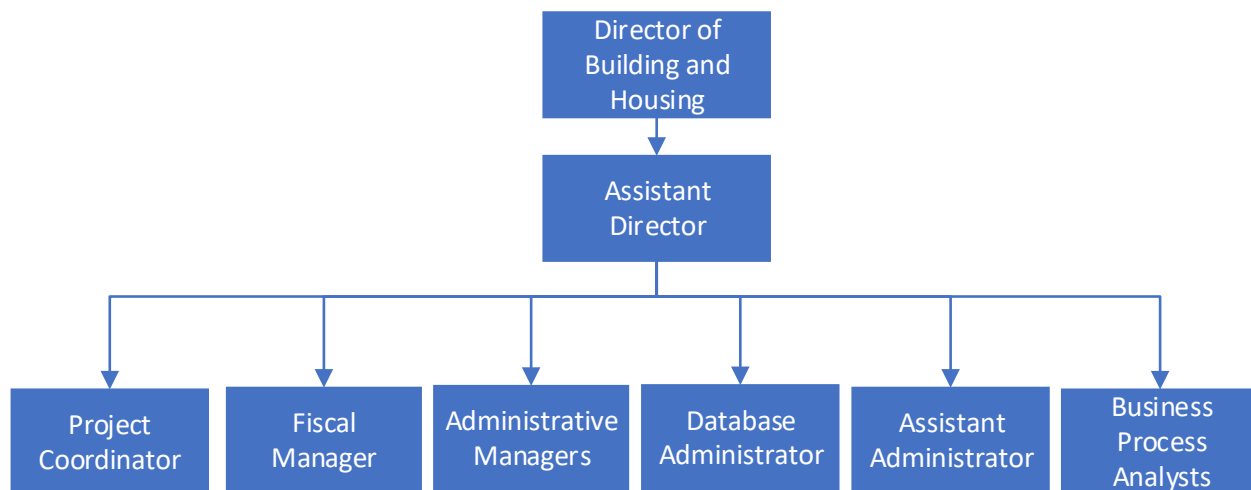 Director of
Building and
Housing
Assistant
Director
Project
Coordinator
Fiscal
Manager
Administrative
Managers
Database
Administrator
Assistant
Administrator
Business
Process
Analysts